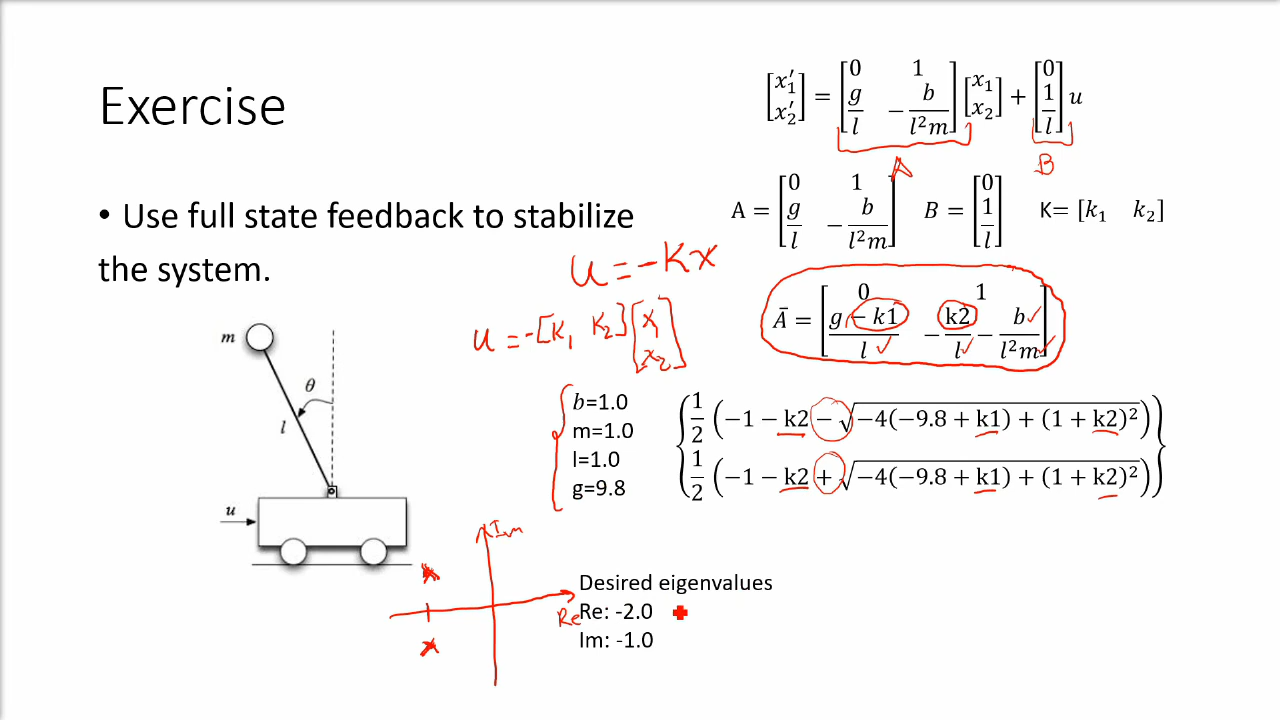 Exercise
• Use full state feedback to stabilize
the system.
[x₁′ x₂′] = [0 1; g/l −b/(l²m)] [x₁ x₂] + [0; 1/l] u
A B
A = [0 1; g/l −b/(l²m)] B = [0; 1/l] K= [k₁ k₂]
u = -Kx
Ā = [0 1; (g − k1)/l −k2/l − b/(l²m)]
u = -[K₁ K₂] [x₁ x₂]
m
θ
l
u
b=1.0
m=1.0
l=1.0
g=9.8
{1/2 (−1 − k2 − √(−4(−9.8 + k1) + (1 + k2)²))
1/2 (−1 − k2 + √(−4(−9.8 + k1) + (1 + k2)²))}
Im
Re
Desired eigenvalues
Re: -2.0
Im: -1.0